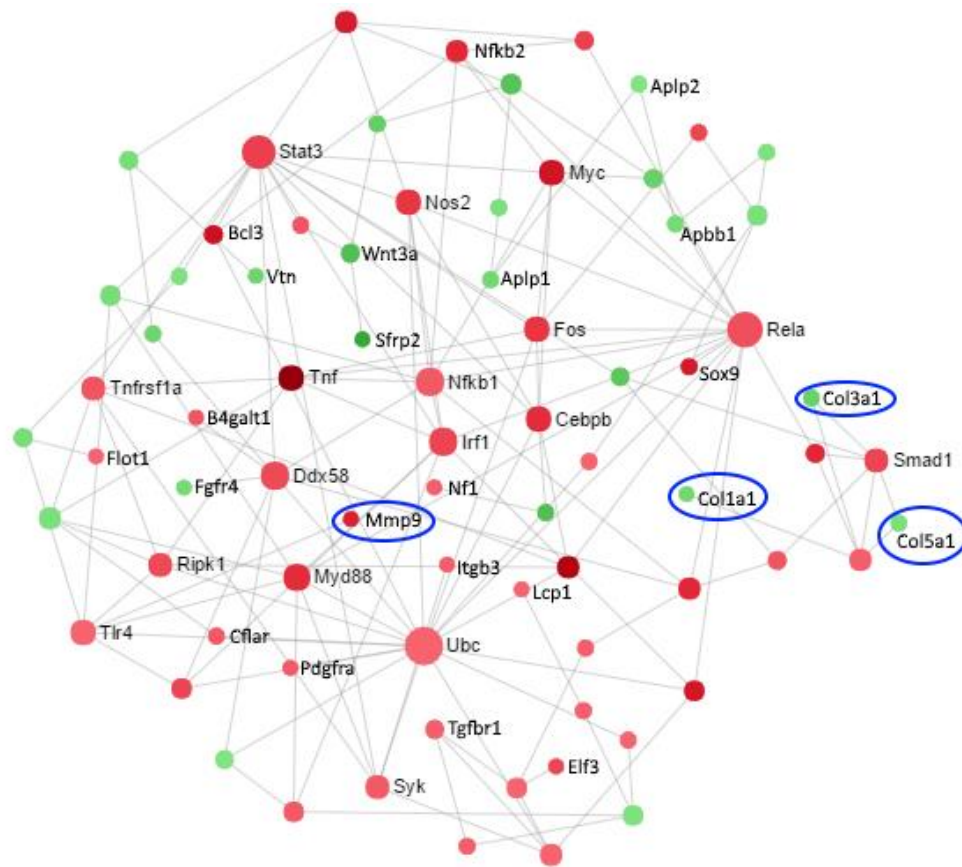 Nfkb2
Aplp2
Stat3
Myc
Nos2
Bcl3
Wnt3a
Apbb1
Vtn
Aplp1
Fos
Rela
Sfrp2
Tnf
Nfkb1
Sox9
Tnfrsf1a
Col3a1
B4galt1
Cebpb
Irf1
Flot1
Smad1
Ddx58
Fgfr4
Nf1
Col1a1
Mmp9
Col5a1
Ripk1
Myd88
Itgb3
Lcp1
Tlr4
Cflar
Ubc
Pdgfra
Tgfbr1
Elf3
Syk